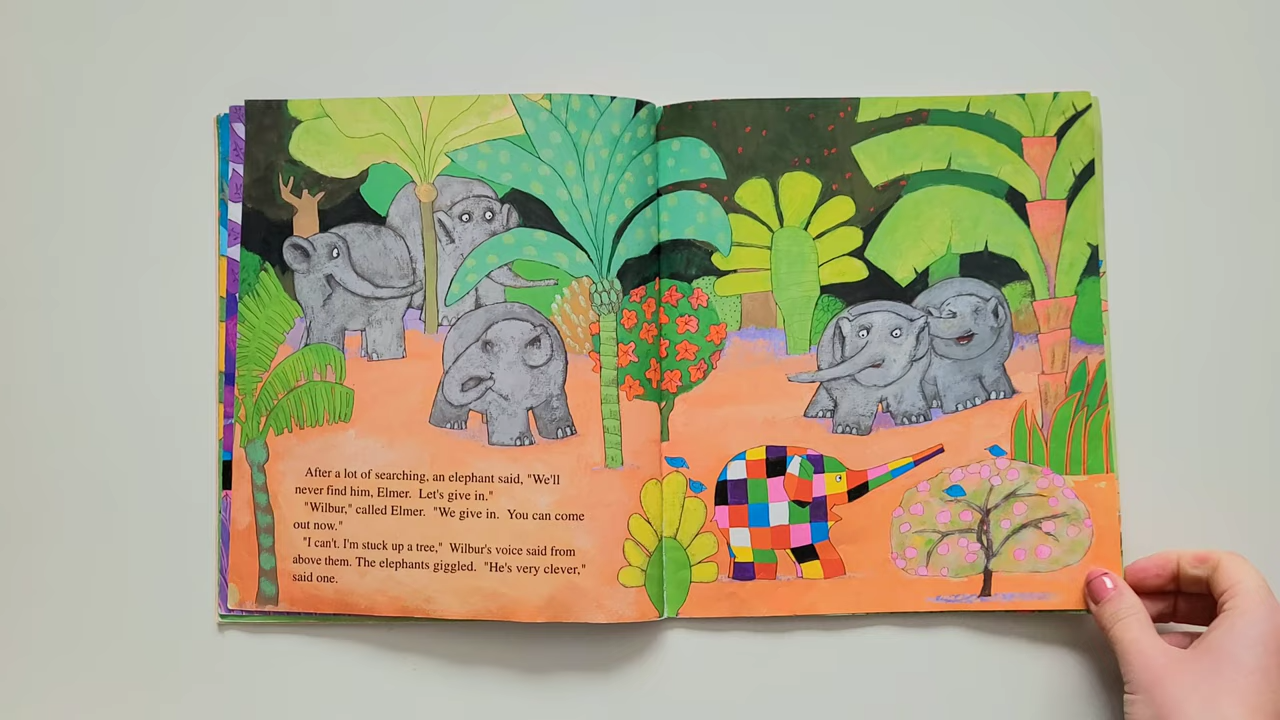 After a lot of searching, an elephant said, "We'll
never find him, Elmer. Let's give in."
"Wilbur," called Elmer. "We give in. You can come
out now."
"I can't. I'm stuck up a tree," Wilbur's voice said from
above them. The elephants giggled. "He's very clever,"
said one.